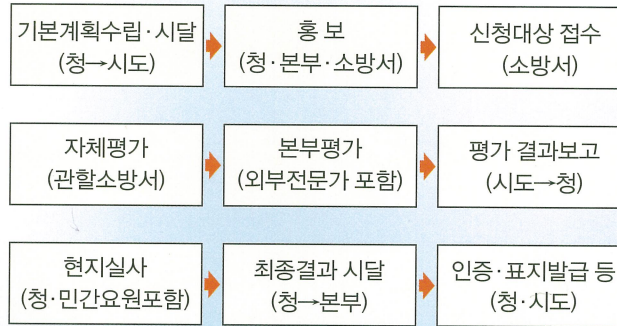 기본계획수립·시달
(청→시도)
홍 보
(청·본부·소방서)
신청대상 접수
(소방서)
자체평가
(관할소방서)
본부평가
(외부전문가 포함)
평가 결과보고
(시도→청)
현지실사
(청·민간요원포함)
최종결과 시달
(청→본부)
인증·표지발급 등
(청·시도)